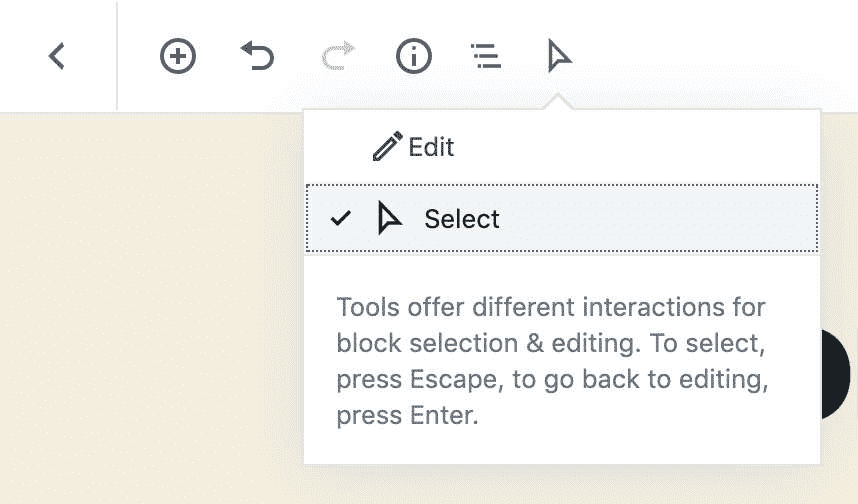 Edit
Select
Tools offer different interactions for
block selection & editing. To select,
press Escape, to go back to editing,
press Enter.